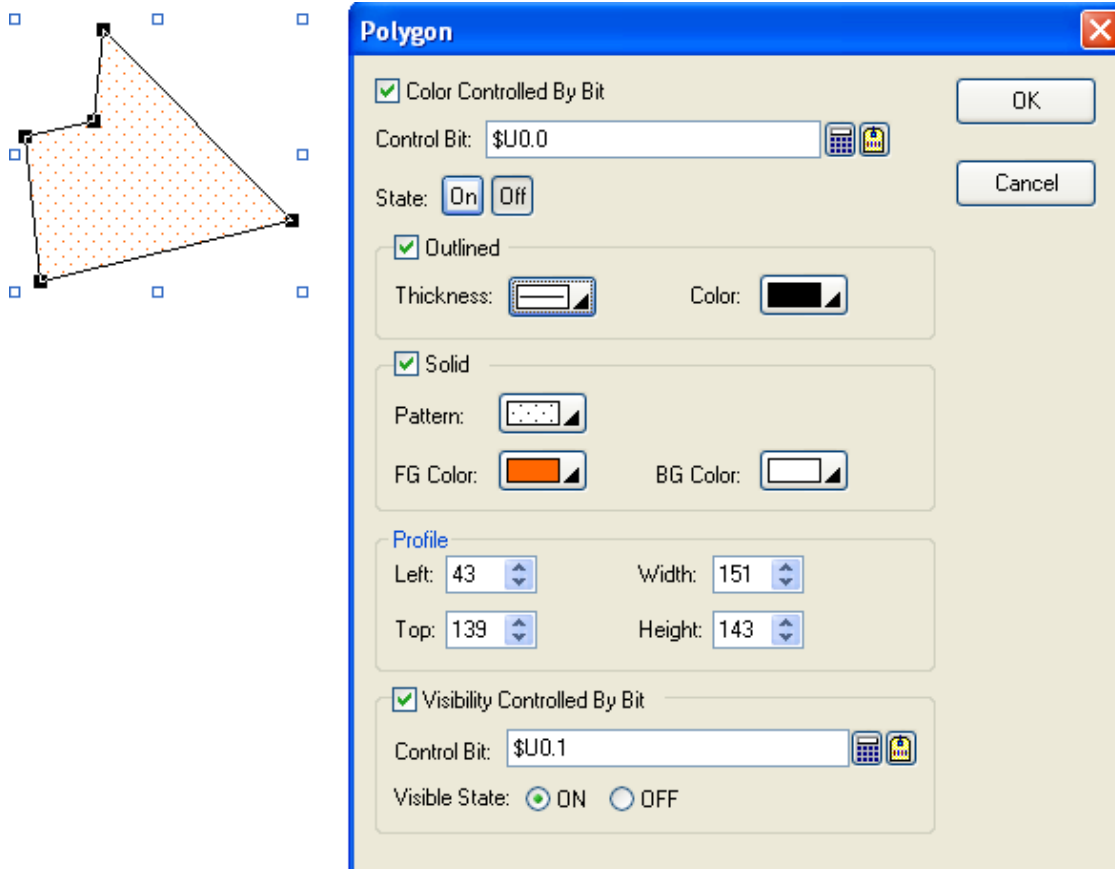 Polygon
Color Controlled By Bit
OK
Control Bit: $U0.0
Cancel
State: On Off
Outlined
Thickness: Color:
Solid
Pattern:
FG Color: BG Color:
Profile
Left: 43 Width: 151
Top: 139 Height: 143
Visibility Controlled By Bit
Control Bit: $U0.1
Visible State: ON OFF